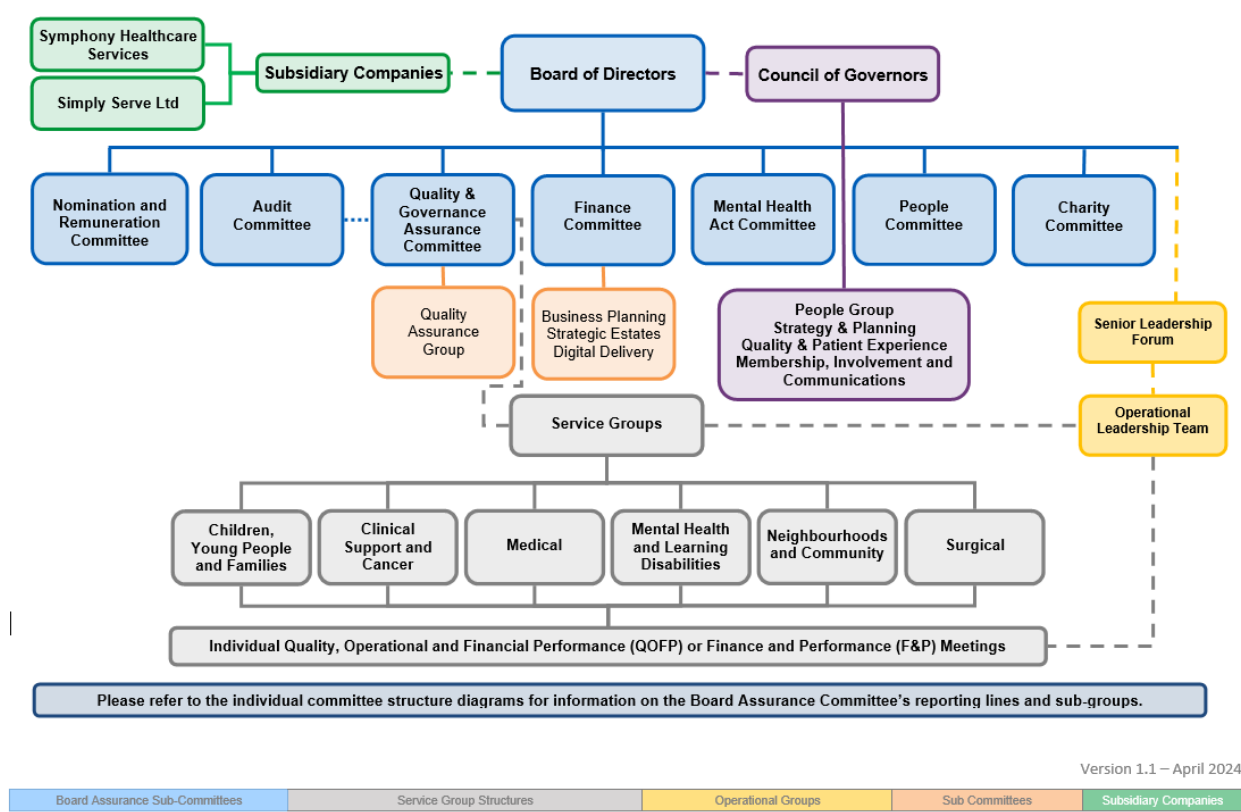 Symphony Healthcare
Services
Simply Serve Ltd
Subsidiary Companies
Board of Directors
Council of Governors
Nomination and
Remuneration
Committee
Audit
Committee
Quality &
Governance
Assurance
Committee
Finance
Committee
Mental Health
Act Committee
People
Committee
Charity
Committee
Quality
Assurance
Group
Business Planning
Strategic Estates
Digital Delivery
People Group
Strategy & Planning
Quality & Patient Experience
Membership, Involvement and
Communications
Senior Leadership
Forum
Service Groups
Operational
Leadership Team
Children,
Young People
and Families
Clinical
Support and
Cancer
Medical
Mental Health
and Learning
Disabilities
Neighbourhoods
and Community
Surgical
Individual Quality, Operational and Financial Performance (QOFP) or Finance and Performance (F&P) Meetings
Please refer to the individual committee structure diagrams for information on the Board Assurance Committee's reporting lines and sub-groups.
Version 1.1 – April 2024
Board Assurance Sub-Committees
Service Group Structures
Operational Groups
Sub Committees
Subsidiary Companies